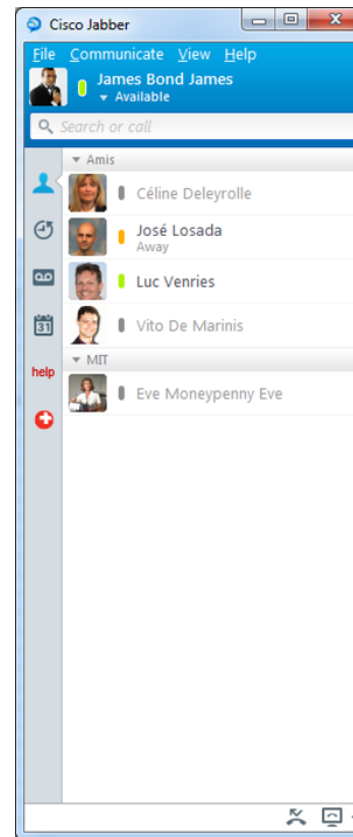 Cisco Jabber
File Communicate View Help
James Bond James
Available
Search or call
Amis
Céline Deleyrolle
José Losada
Away
Luc Venries
31
Vito De Marinis
MIT
help
Eve Moneypenny Eve